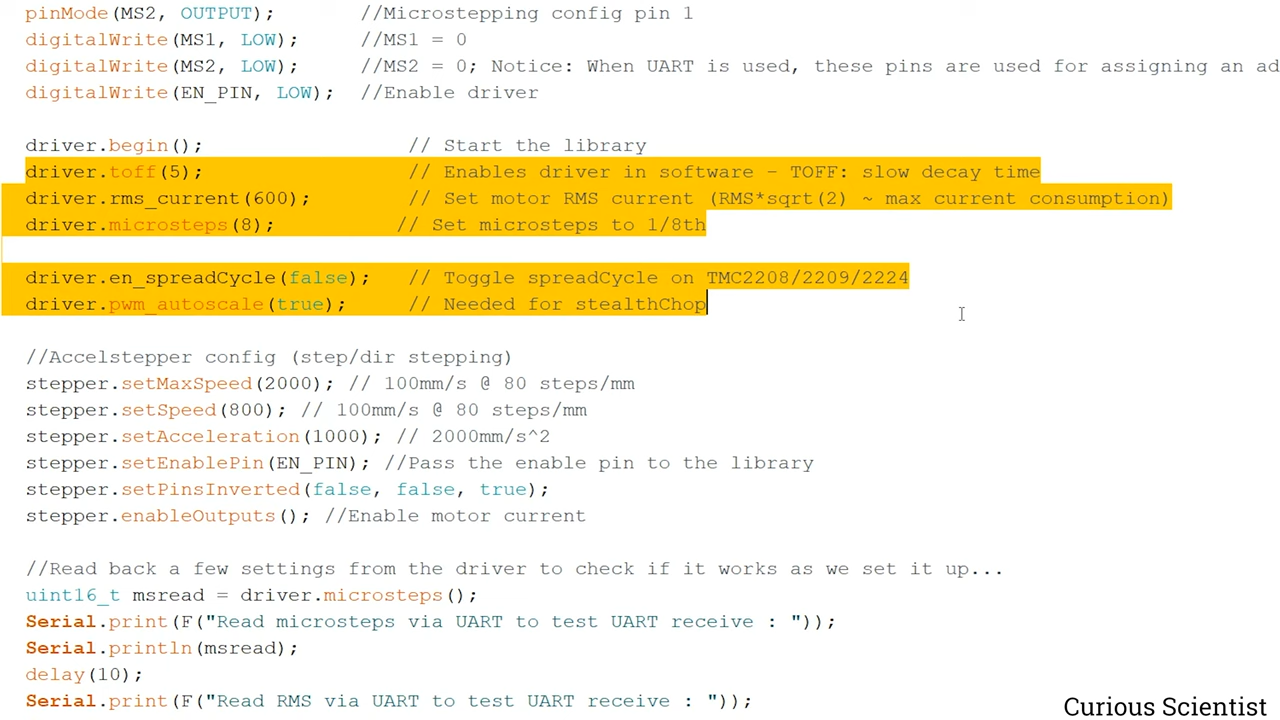 pinMode(MS2, OUTPUT); //Microstepping config pin 1
digitalWrite(MS1, LOW); //MS1 = 0
digitalWrite(MS2, LOW); //MS2 = 0; Notice: When UART is used, these pins are used for assigning an ad
digitalWrite(EN_PIN, LOW); //Enable driver
driver.begin(); // Start the library
driver.toff(5); // Enables driver in software - TOFF: slow decay time
driver.rms_current(600); // Set motor RMS current (RMS*sqrt(2) ~ max current consumption)
driver.microsteps(8); // Set microsteps to 1/8th
driver.en_spreadCycle(false); // Toggle spreadCycle on TMC2208/2209/2224
driver.pwm_autoscale(true); // Needed for stealthChop
//Accelstepper config (step/dir stepping)
stepper.setMaxSpeed(2000); // 100mm/s @ 80 steps/mm
stepper.setSpeed(800); // 100mm/s @ 80 steps/mm
stepper.setAcceleration(1000); // 2000mm/s^2
stepper.setEnablePin(EN_PIN); //Pass the enable pin to the library
stepper.setPinsInverted(false, false, true);
stepper.enableOutputs(); //Enable motor current
//Read back a few settings from the driver to check if it works as we set it up...
uint16_t msread = driver.microsteps();
Serial.print(F("Read microsteps via UART to test UART receive : "));
Serial.println(msread);
delay(10);
Serial.print(F("Read RMS via UART to test UART receive : "));
Curious Scientist